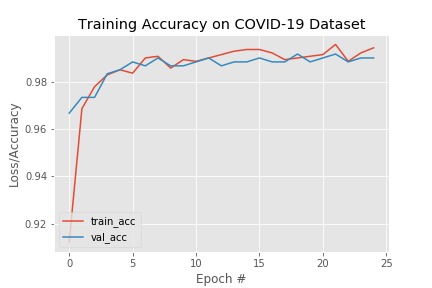 Training Accuracy on COVID-19 Dataset
Loss/Accuracy
0.98
0.96
0.94
0.92
train_acc
val_acc
0
5
10
15
20
25
Epoch #